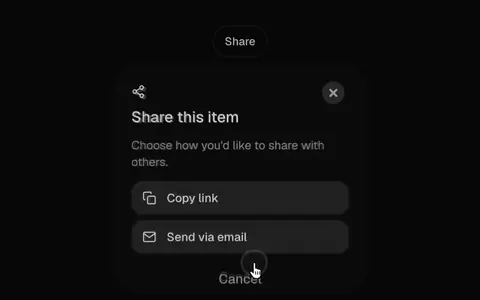 Share
Share this item
Choose how you'd like to share with
others.
Copy link
Send via email
Cancel